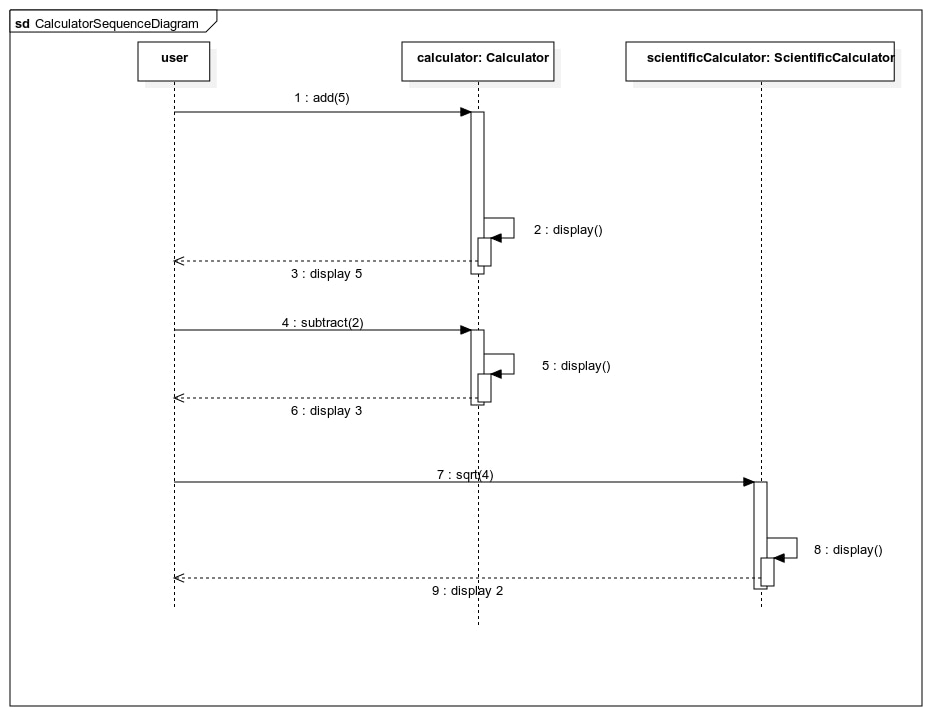 sd CalculatorSequenceDiagram
user
calculator: Calculator
scientificCalculator: ScientificCalculator
1 : add(5)
2 : display()
3 : display 5
4 : subtract(2)
5 : display()
6 : display 3
7 : sqrt(4)
8 : display()
9 : display 2